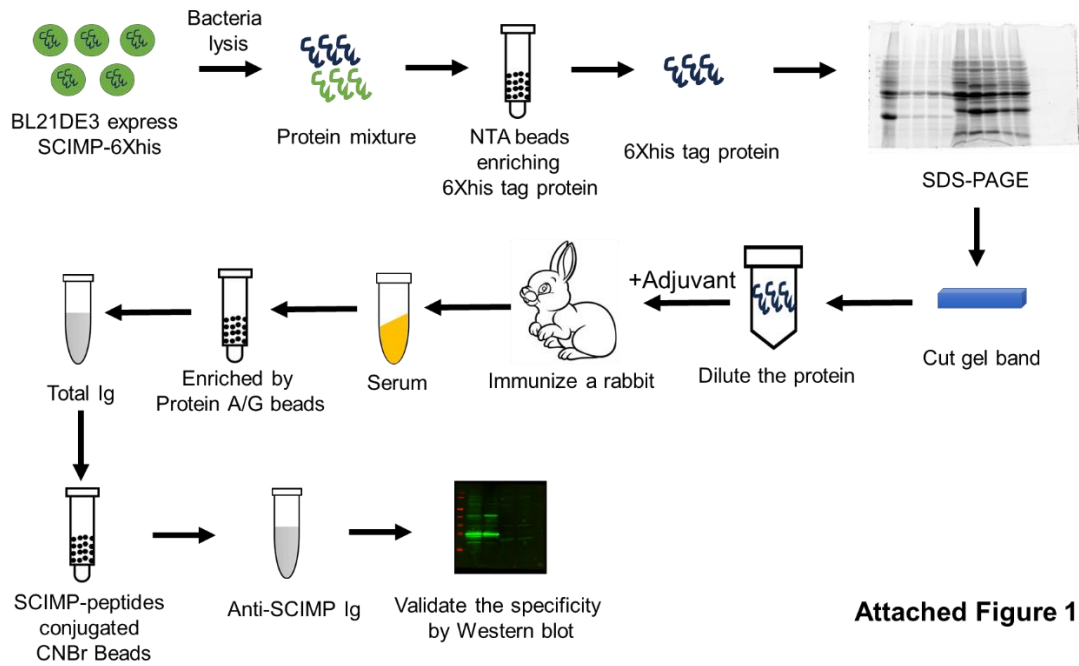 Bacteria
lysis
BL21DE3 express
SCIMP-6Xhis
Protein mixture
NTA beads
enriching
6Xhis tag protein
6Xhis tag protein
SDS-PAGE
Total Ig
Enriched by
Protein A/G beads
Serum
Immunize a rabbit
+Adjuvant
Dilute the protein
Cut gel band
SCIMP-peptides
conjugated
CNBr Beads
Anti-SCIMP Ig
Validate the specificity
by Western blot
Attached Figure 1